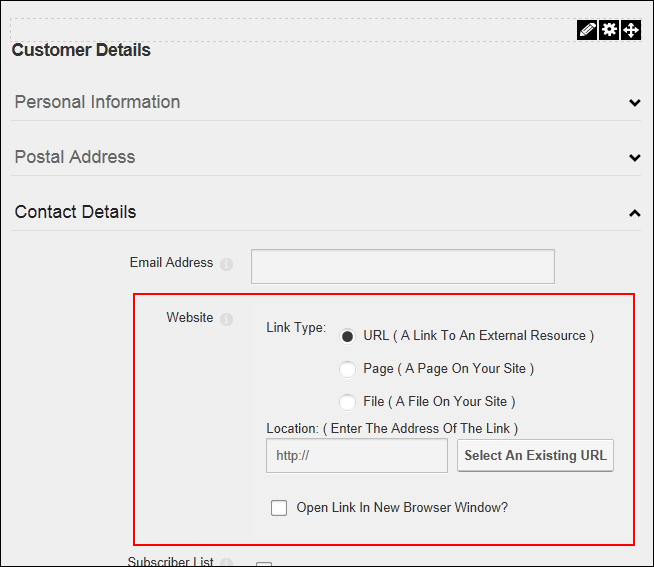 Customer Details
Personal Information
Postal Address
Contact Details
Email Address
Website
Link Type:
URL ( A Link To An External Resource )
Page ( A Page On Your Site )
File ( A File On Your Site )
Location: ( Enter The Address Of The Link )
http://
Select An Existing URL
Open Link In New Browser Window?
Subscriber List